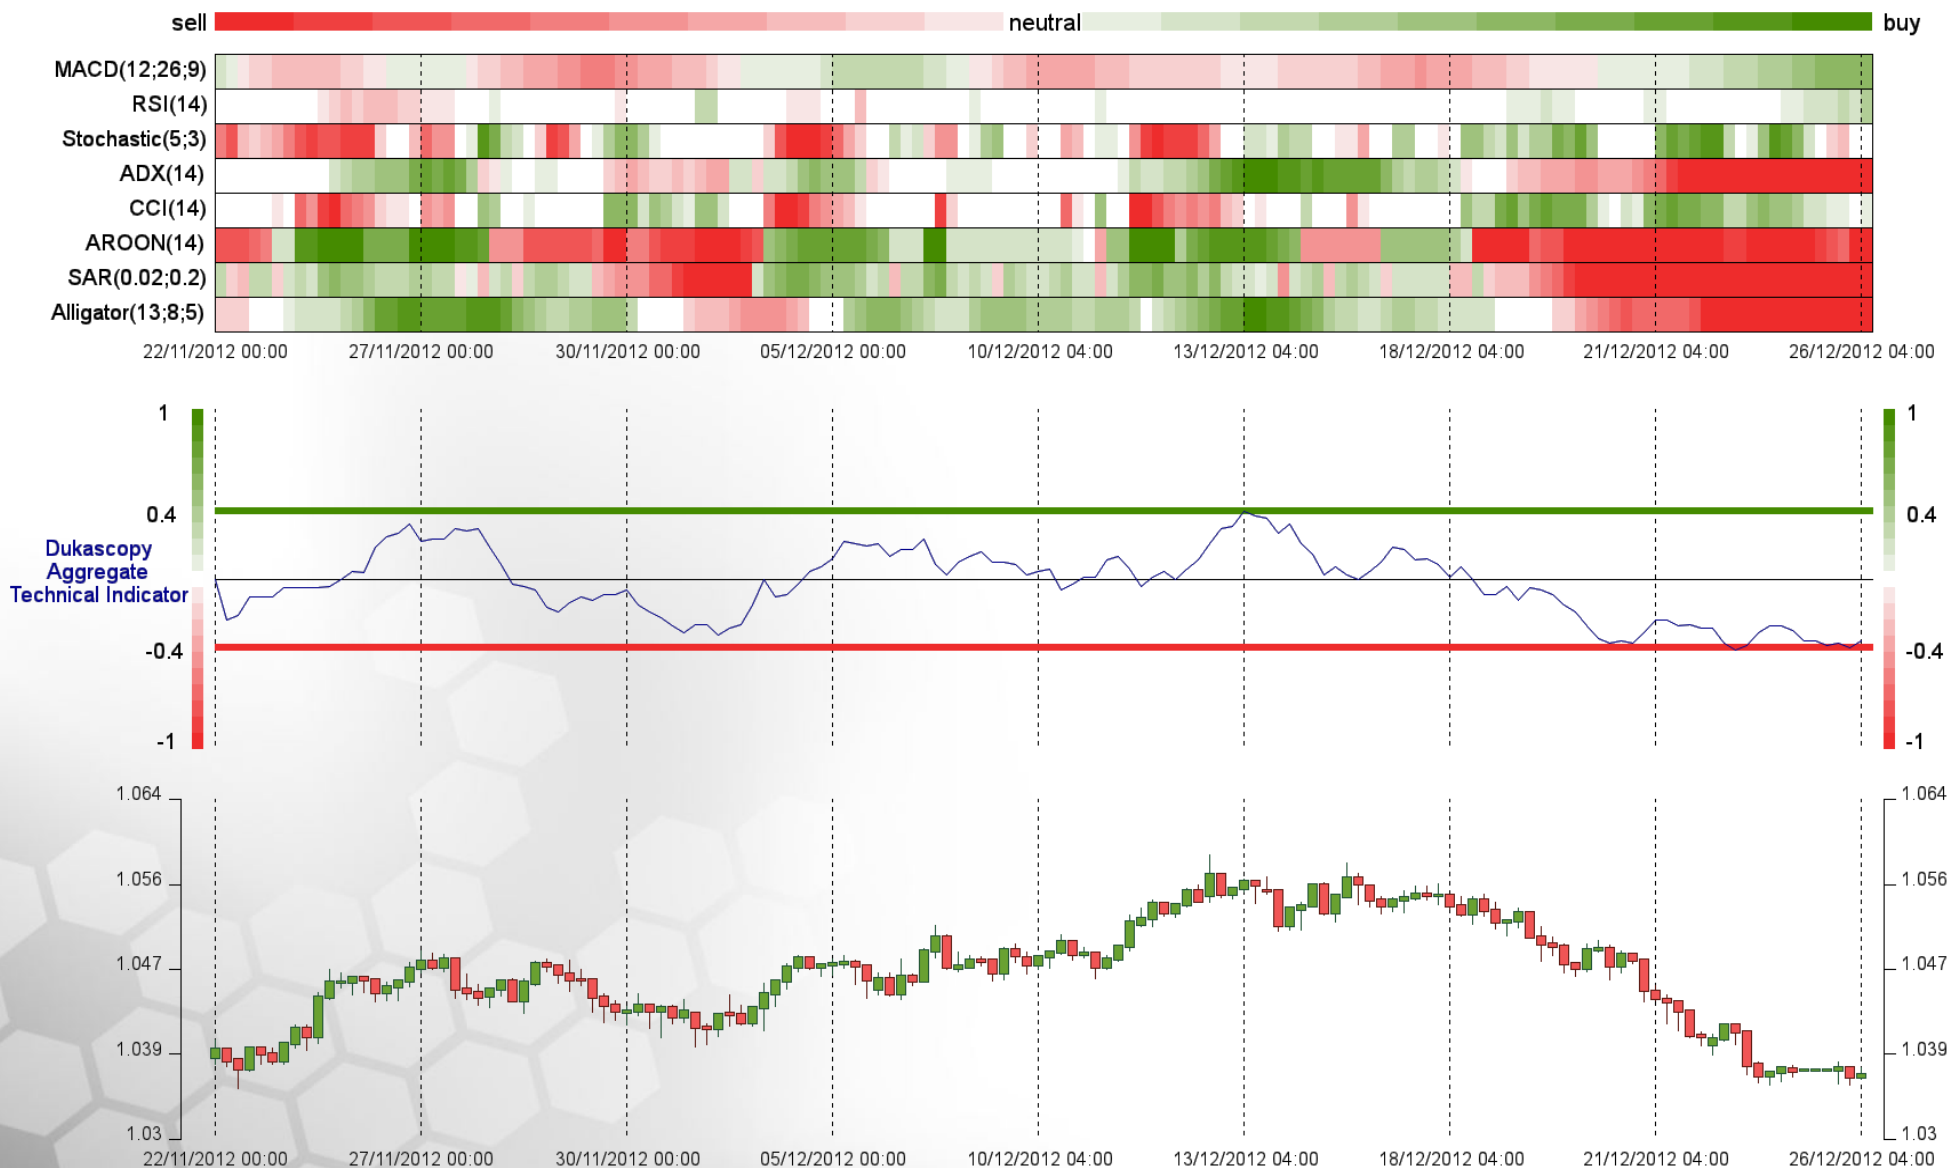 sell neutral buy
MACD(12;26;9)
RSI(14)
Stochastic(5;3)
ADX(14)
CCI(14)
AROON(14)
SAR(0.02;0.2)
Alligator(13;8;5)
22/11/2012 00:00 27/11/2012 00:00 30/11/2012 00:00 05/12/2012 00:00 10/12/2012 04:00 13/12/2012 04:00 18/12/2012 04:00 21/12/2012 04:00 26/12/2012 04:00
1 1
0.4 0.4
Dukascopy
Aggregate
Technical Indicator
-0.4 -0.4
-1 -1
1.064 1.064
1.056 1.056
1.047 1.047
1.039 1.039
1.03 1.03
22/11/2012 00:00 27/11/2012 00:00 30/11/2012 00:00 05/12/2012 00:00 10/12/2012 04:00 13/12/2012 04:00 18/12/2012 04:00 21/12/2012 04:00 26/12/2012 04:00